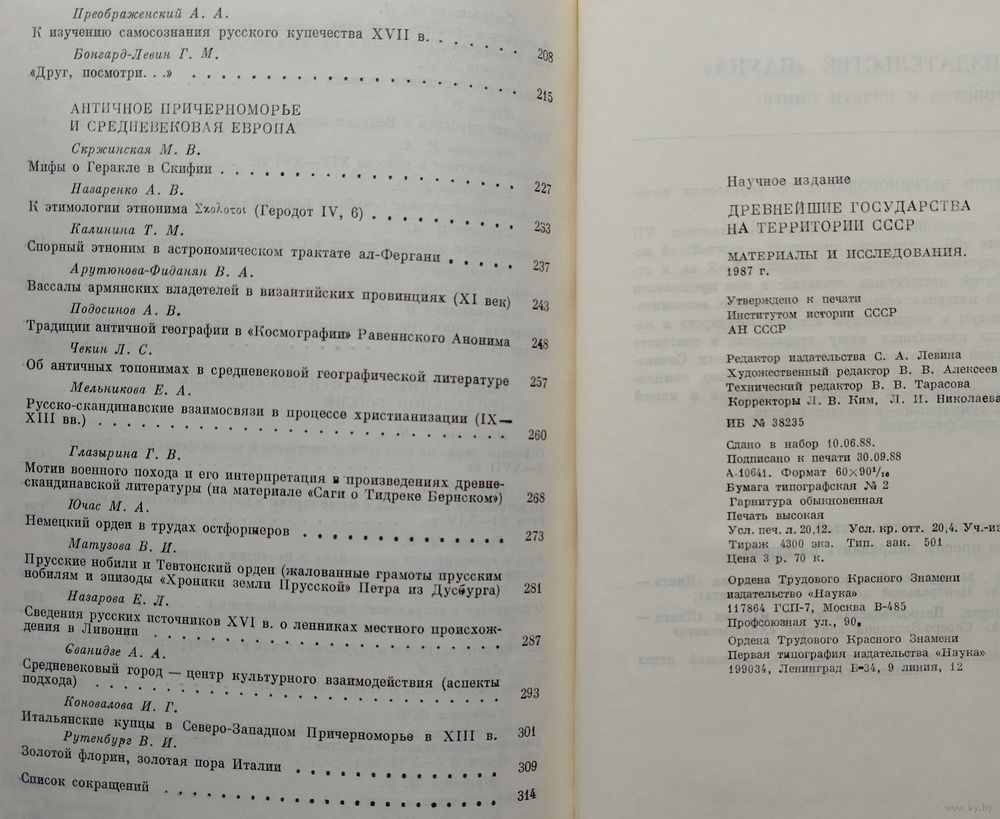 Преображенский А. А.
К изучению самосознания русского купечества XVII в. . . . . . 208
Бонгард-Левин Г. М.
«Друг, посмотри. . .» . . . . . . . . . . . . . . . . . . 215
АНТИЧНОЕ ПРИЧЕРНОМОРЬЕ
И СРЕДНЕВЕКОВАЯ ЕВРОПА
Скржинская М. В.
Мифы о Геракле в Скифии . . . . . . . . . . . . . . . . 227
Назаренко А. В.
К этимологии этнонима Σκολοτοι (Геродот IV, 6) . . . . . . . . 233
Калинина Т. М.
Спорный этноним в астрономическом трактате ал-Фергани . . . . . 237
Арутюнова-Фиданян В. А.
Вассалы армянских владетелей в византийских провинциях (XI век) 243
Подосинов А. В.
Традиции античной географии в «Космографии» Равеннского Анонима 248
Чекин Л. С.
Об античных топонимах в средневековой географической литературе 257
Мельникова Е. А.
Русско-скандинавские взаимосвязи в процессе христианизации (IX—
XIII вв.) . . . . . . . . . . . . . . . . . . . . . . 260
Глазырина Г. В.
Мотив военного похода и его интерпретация в произведениях древне-
скандинавской литературы (на материале «Саги о Тидреке Бернском») 268
Ючас М. А.
Немецкий орден в трудах остфоршеров . . . . . . . . . . . . 273
Матузова В. И.
Прусские нобили и Тевтонский орден (жалованные грамоты прусским
нобилям и эпизоды «Хроники земли Прусской» Петра из Дусбурга) 281
Назарова Е. Л.
Сведения русских источников XVI в. о ленниках местного происхож-
дения в Ливонии . . . . . . . . . . . . . . . . . . . . 287
Сванидзе А. А.
Средневековый город — центр культурного взаимодействия (аспекты
подхода) . . . . . . . . . . . . . . . . . . . . . . . 293
Коновалова И. Г.
Итальянские купцы в Северо-Западном Причерноморье в XIII в. 301
Рутенбург В. И.
Золотой флорин, золотая пора Италии . . . . . . . . . . . . 309
Список сокращений . . . . . . . . . . . . . . . . . . . 314
Научное издание
ДРЕВНЕЙШИЕ ГОСУДАРСТВА
НА ТЕРРИТОРИИ СССР
МАТЕРИАЛЫ И ИССЛЕДОВАНИЯ.
1987 г.
Утверждено к печати
Институтом истории СССР
АН СССР
Редактор издательства С. А. Левина
Художественный редактор В. В. Алексеев
Технический редактор В. В. Тарасова
Корректоры Л. В. Ким, Л. И. Николаева
ИБ № 38235
Сдано в набор 10.06.88.
Подписано к печати 30.09.88
А-10641. Формат 60×90¹/₁₆
Бумага типографская № 2
Гарнитура обыкновенная
Печать высокая
Усл. печ. л. 20,12. Усл. кр. отт. 20,4. Уч.-из
Тираж 4300 экз. Тип. зак. 501
Цена 3 р. 70 к.
Ордена Трудового Красного Знамени
издательство «Наука»
117864 ГСП-7, Москва В-485
Профсоюзная ул., 90.
Ордена Трудового Красного Знамени
Первая типография издательства «Наука»
199034, Ленинград В-34, 9 линия, 12
www.ay.by